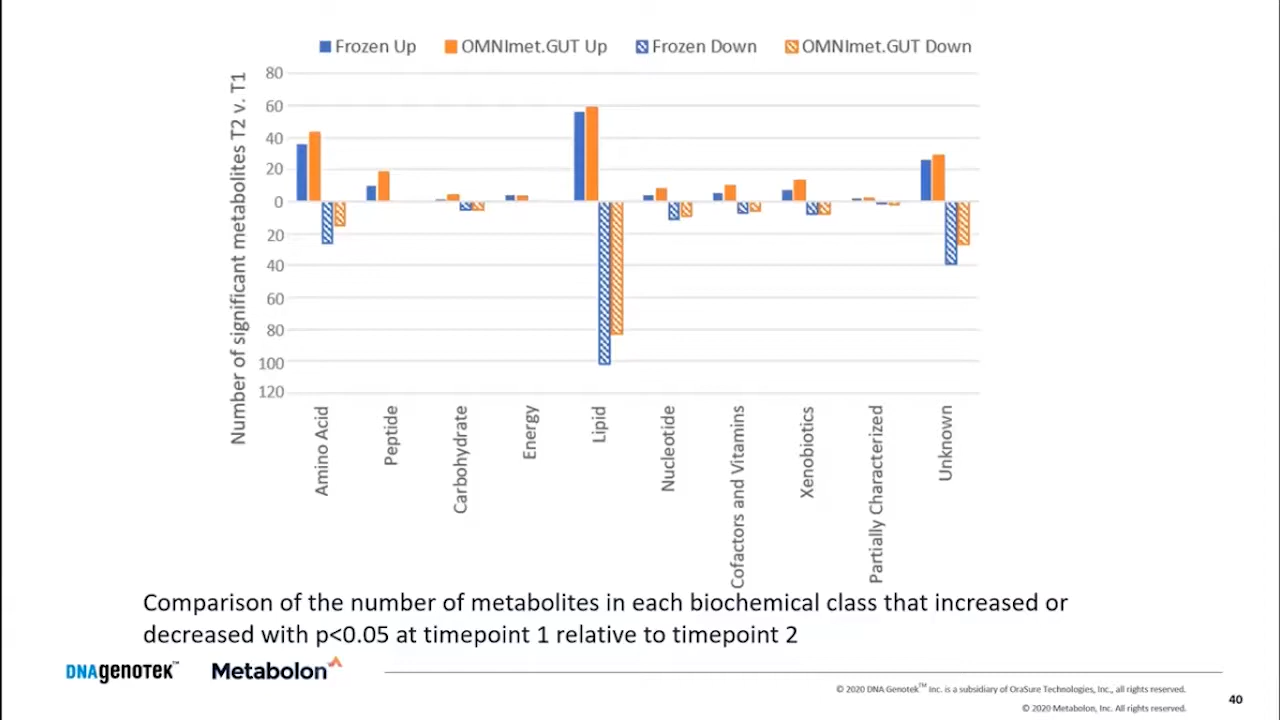 Frozen Up OMNImet.GUT Up Frozen Down OMNImet.GUT Down
Number of significant metabolites T2 v. T1
80
60
40
20
0
20
40
60
80
100
120
Amino Acid
Peptide
Carbohydrate
Energy
Lipid
Nucleotide
Cofactors and Vitamins
Xenobiotics
Partially Characterized
Unknown
Comparison of the number of metabolites in each biochemical class that increased or
decreased with p<0.05 at timepoint 1 relative to timepoint 2
DNAgenotek™ Metabolon
© 2020 DNA Genotek™ Inc. is a subsidiary of OraSure Technologies, Inc., all rights reserved.
© 2020 Metabolon, Inc. All rights reserved.
40